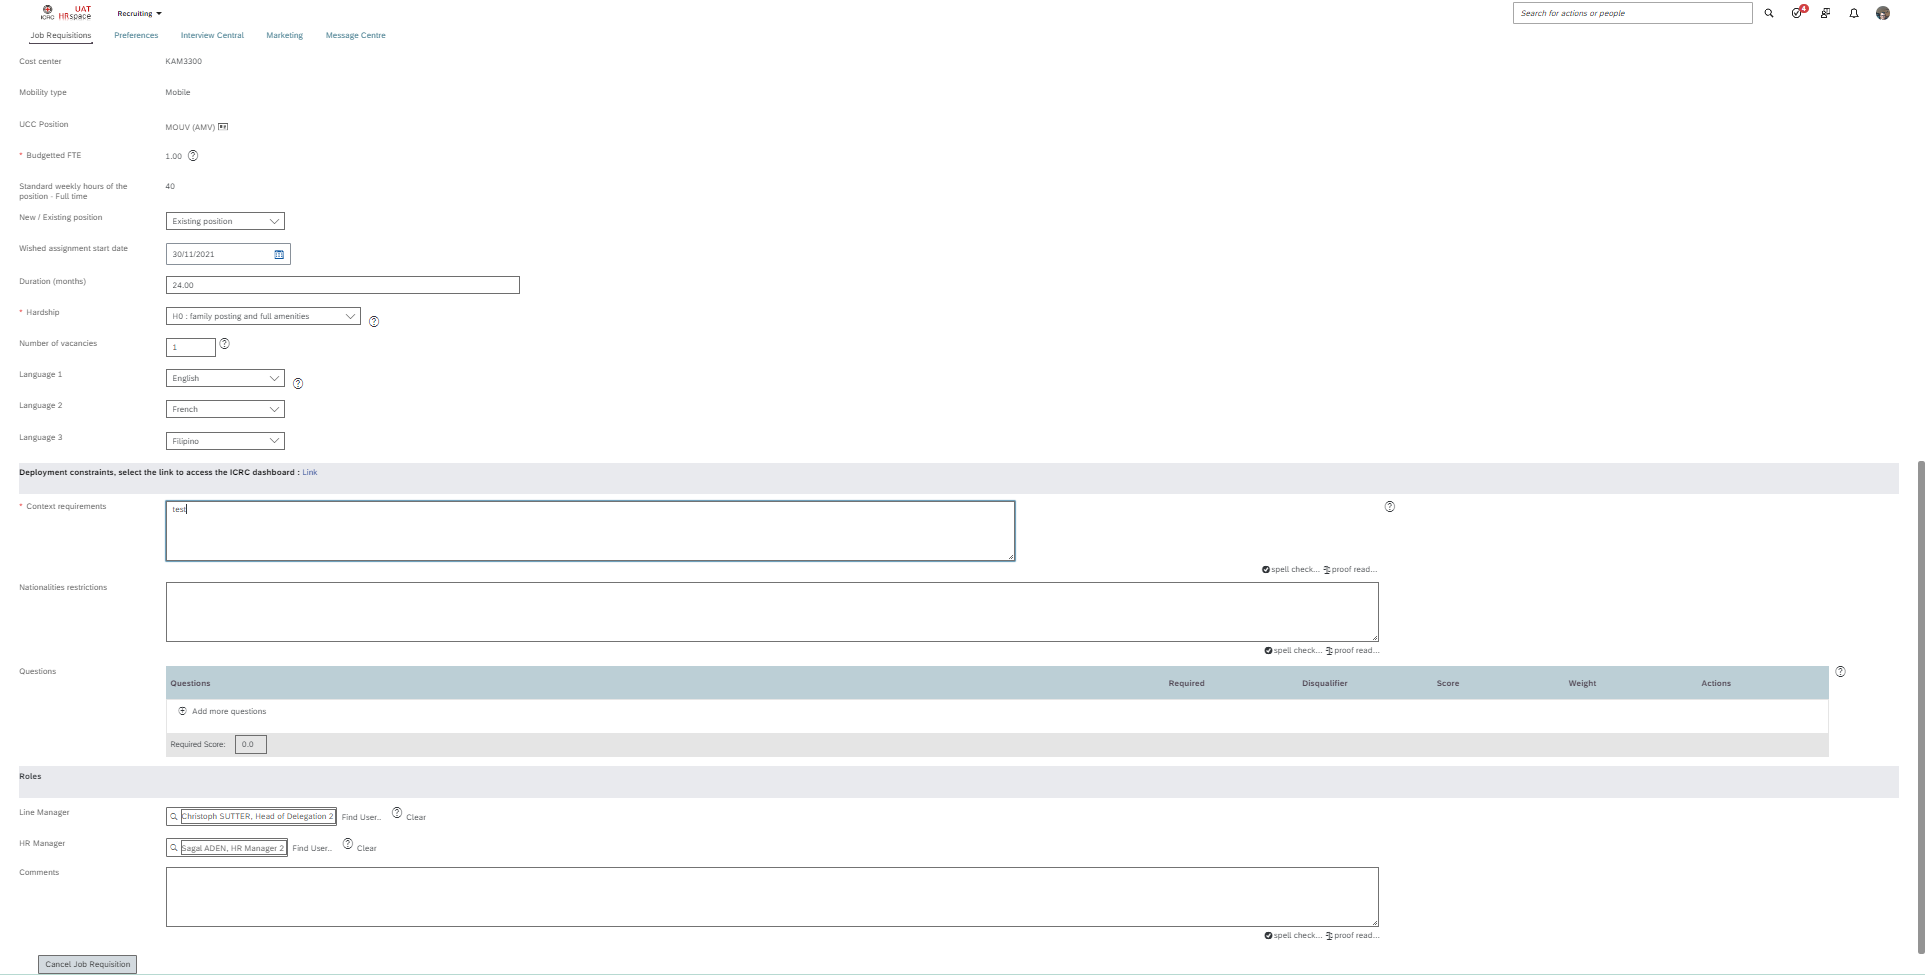 UAT
ICRC HRspace
Recruiting
Search for actions or people
4
Job Requisitions Preferences Interview Central Marketing Message Centre
Cost center KAM3300
Mobility type Mobile
UCC Position MOUV (AMV)
* Budgetted FTE 1.00
Standard weekly hours of the
position - Full time 40
New / Existing position Existing position
Wished assignment start date 30/11/2021
Duration (months) 24.00
* Hardship H0 : family posting and full amenities
Number of vacancies 1
Language 1 English
Language 2 French
Language 3 Filipino
Deployment constraints, select the link to access the ICRC dashboard : Link
* Context requirements test
spell check... proof read...
Nationalities restrictions
spell check... proof read...
Questions
Questions Required Disqualifier Score Weight Actions
Add more questions
Required Score: 0.0
Roles
Line Manager Christoph SUTTER, Head of Delegation 2 Find User.. Clear
HR Manager Sagal ADEN, HR Manager 2 Find User.. Clear
Comments
spell check... proof read...
Cancel Job Requisition